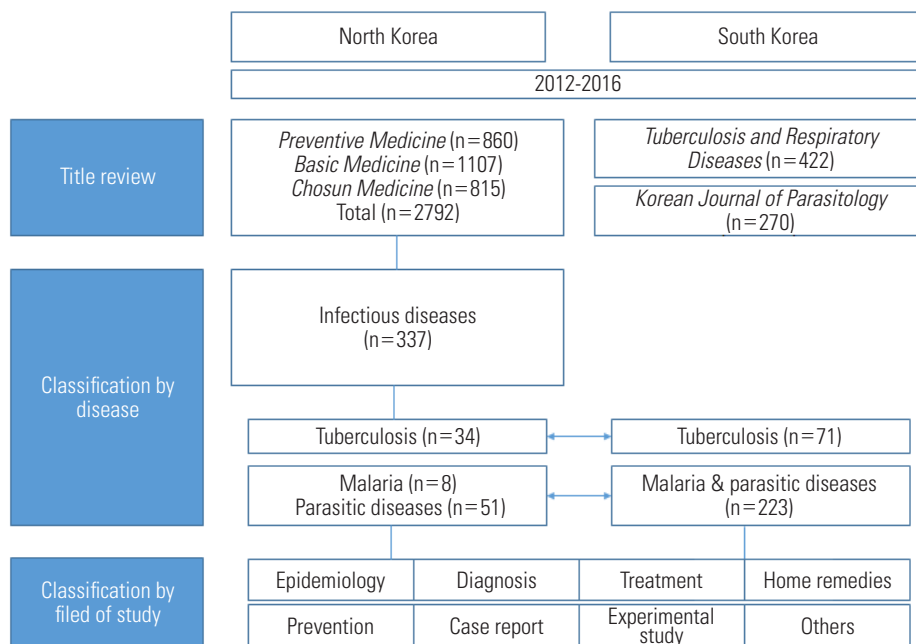 North Korea
South Korea
2012-2016
Title review
Preventive Medicine (n=860)
Basic Medicine (n=1107)
Chosun Medicine (n=815)
Total (n=2792)
Tuberculosis and Respiratory
Diseases (n=422)
Korean Journal of Parasitology
(n=270)
Classification by
disease
Infectious diseases
(n=337)
Tuberculosis (n=34)
Tuberculosis (n=71)
Malaria (n=8)
Parasitic diseases (n=51)
Malaria & parasitic diseases
(n=223)
Classification by
filed of study
Epidemiology
Diagnosis
Treatment
Home remedies
Prevention
Case report
Experimental
study
Others